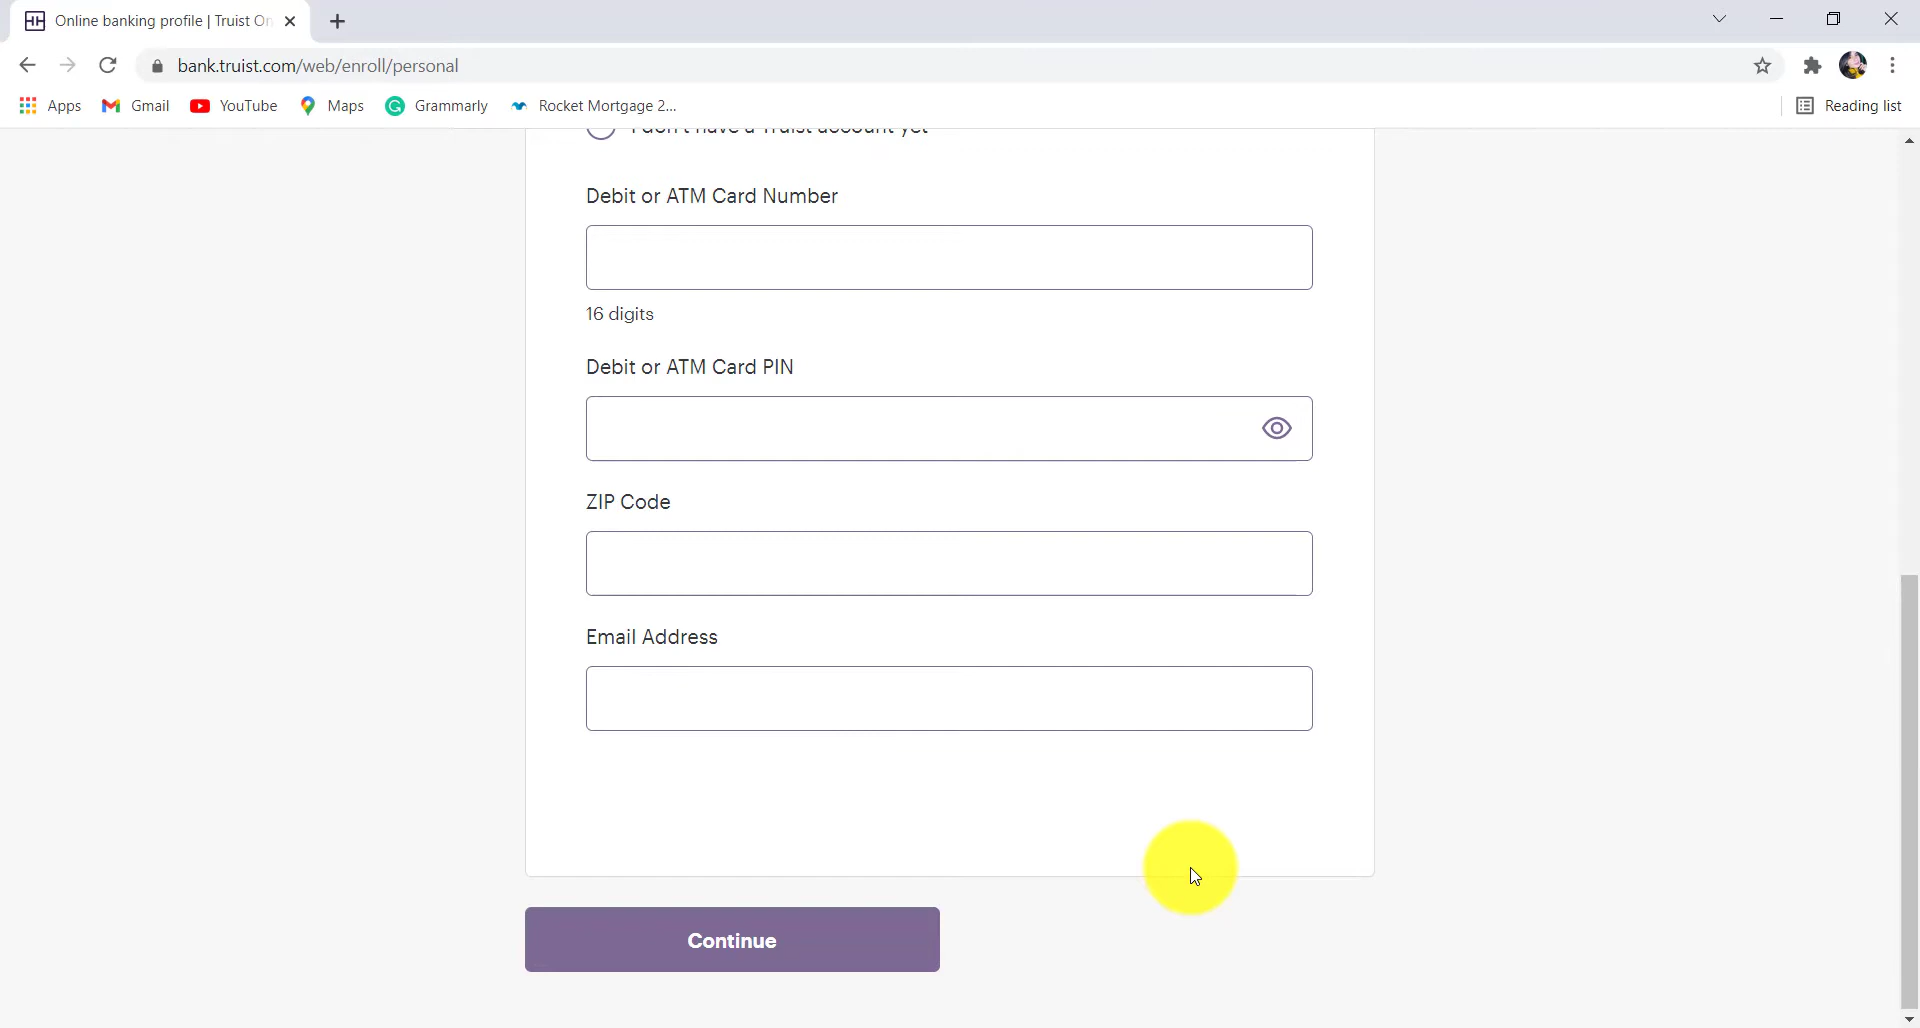 Online banking profile | Truist On
bank.truist.com/web/enroll/personal
Apps
Gmail
YouTube
Maps
Grammarly
Rocket Mortgage 2...
Reading list
I don't have a Truist account yet
Debit or ATM Card Number
16 digits
Debit or ATM Card PIN
ZIP Code
Email Address
Continue